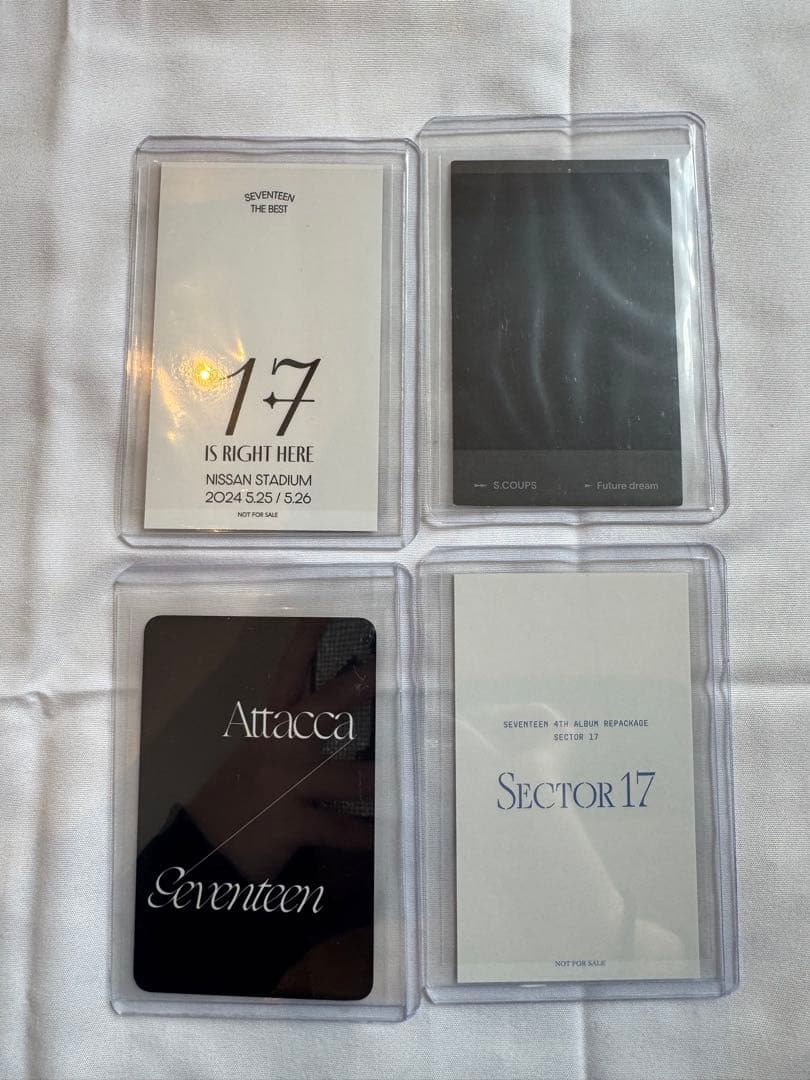 SEVENTEEN
THE BEST
17
IS RIGHT HERE
NISSAN STADIUM
2024 5.25 / 5.26
NOT FOR SALE
S.COUPS
Future dream
Attacca
Seventeen
SEVENTEEN 4TH ALBUM REPACKAGE
SECTOR 17
SECTOR 17
NOT FOR SALE